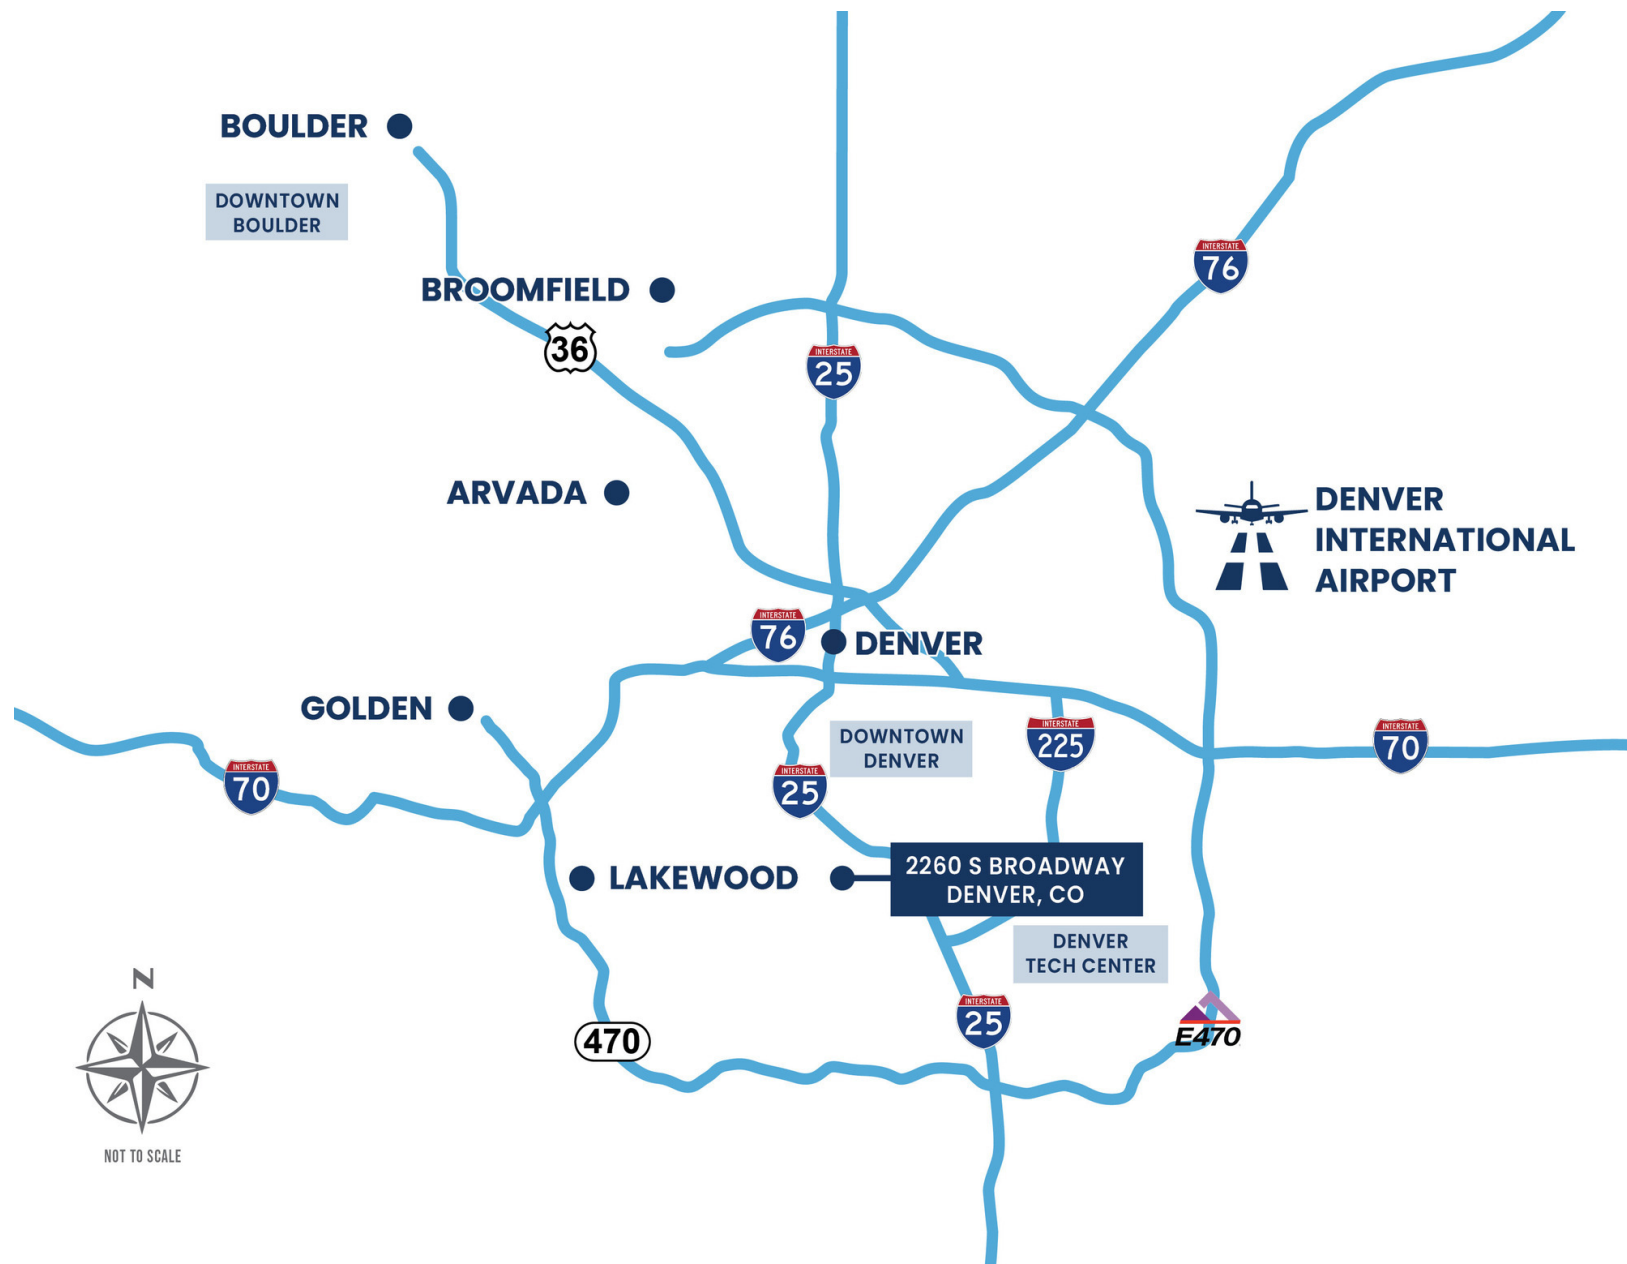 BOULDER
DOWNTOWN
BOULDER
BROOMFIELD
36
INTERSTATE
76
INTERSTATE
25
ARVADA
DENVER
INTERNATIONAL
AIRPORT
INTERSTATE
76
DENVER
GOLDEN
INTERSTATE
70
DOWNTOWN
DENVER
INTERSTATE
225
INTERSTATE
70
INTERSTATE
25
LAKEWOOD
2260 S BROADWAY
DENVER, CO
DENVER
TECH CENTER
N
NOT TO SCALE
470
INTERSTATE
25
E470